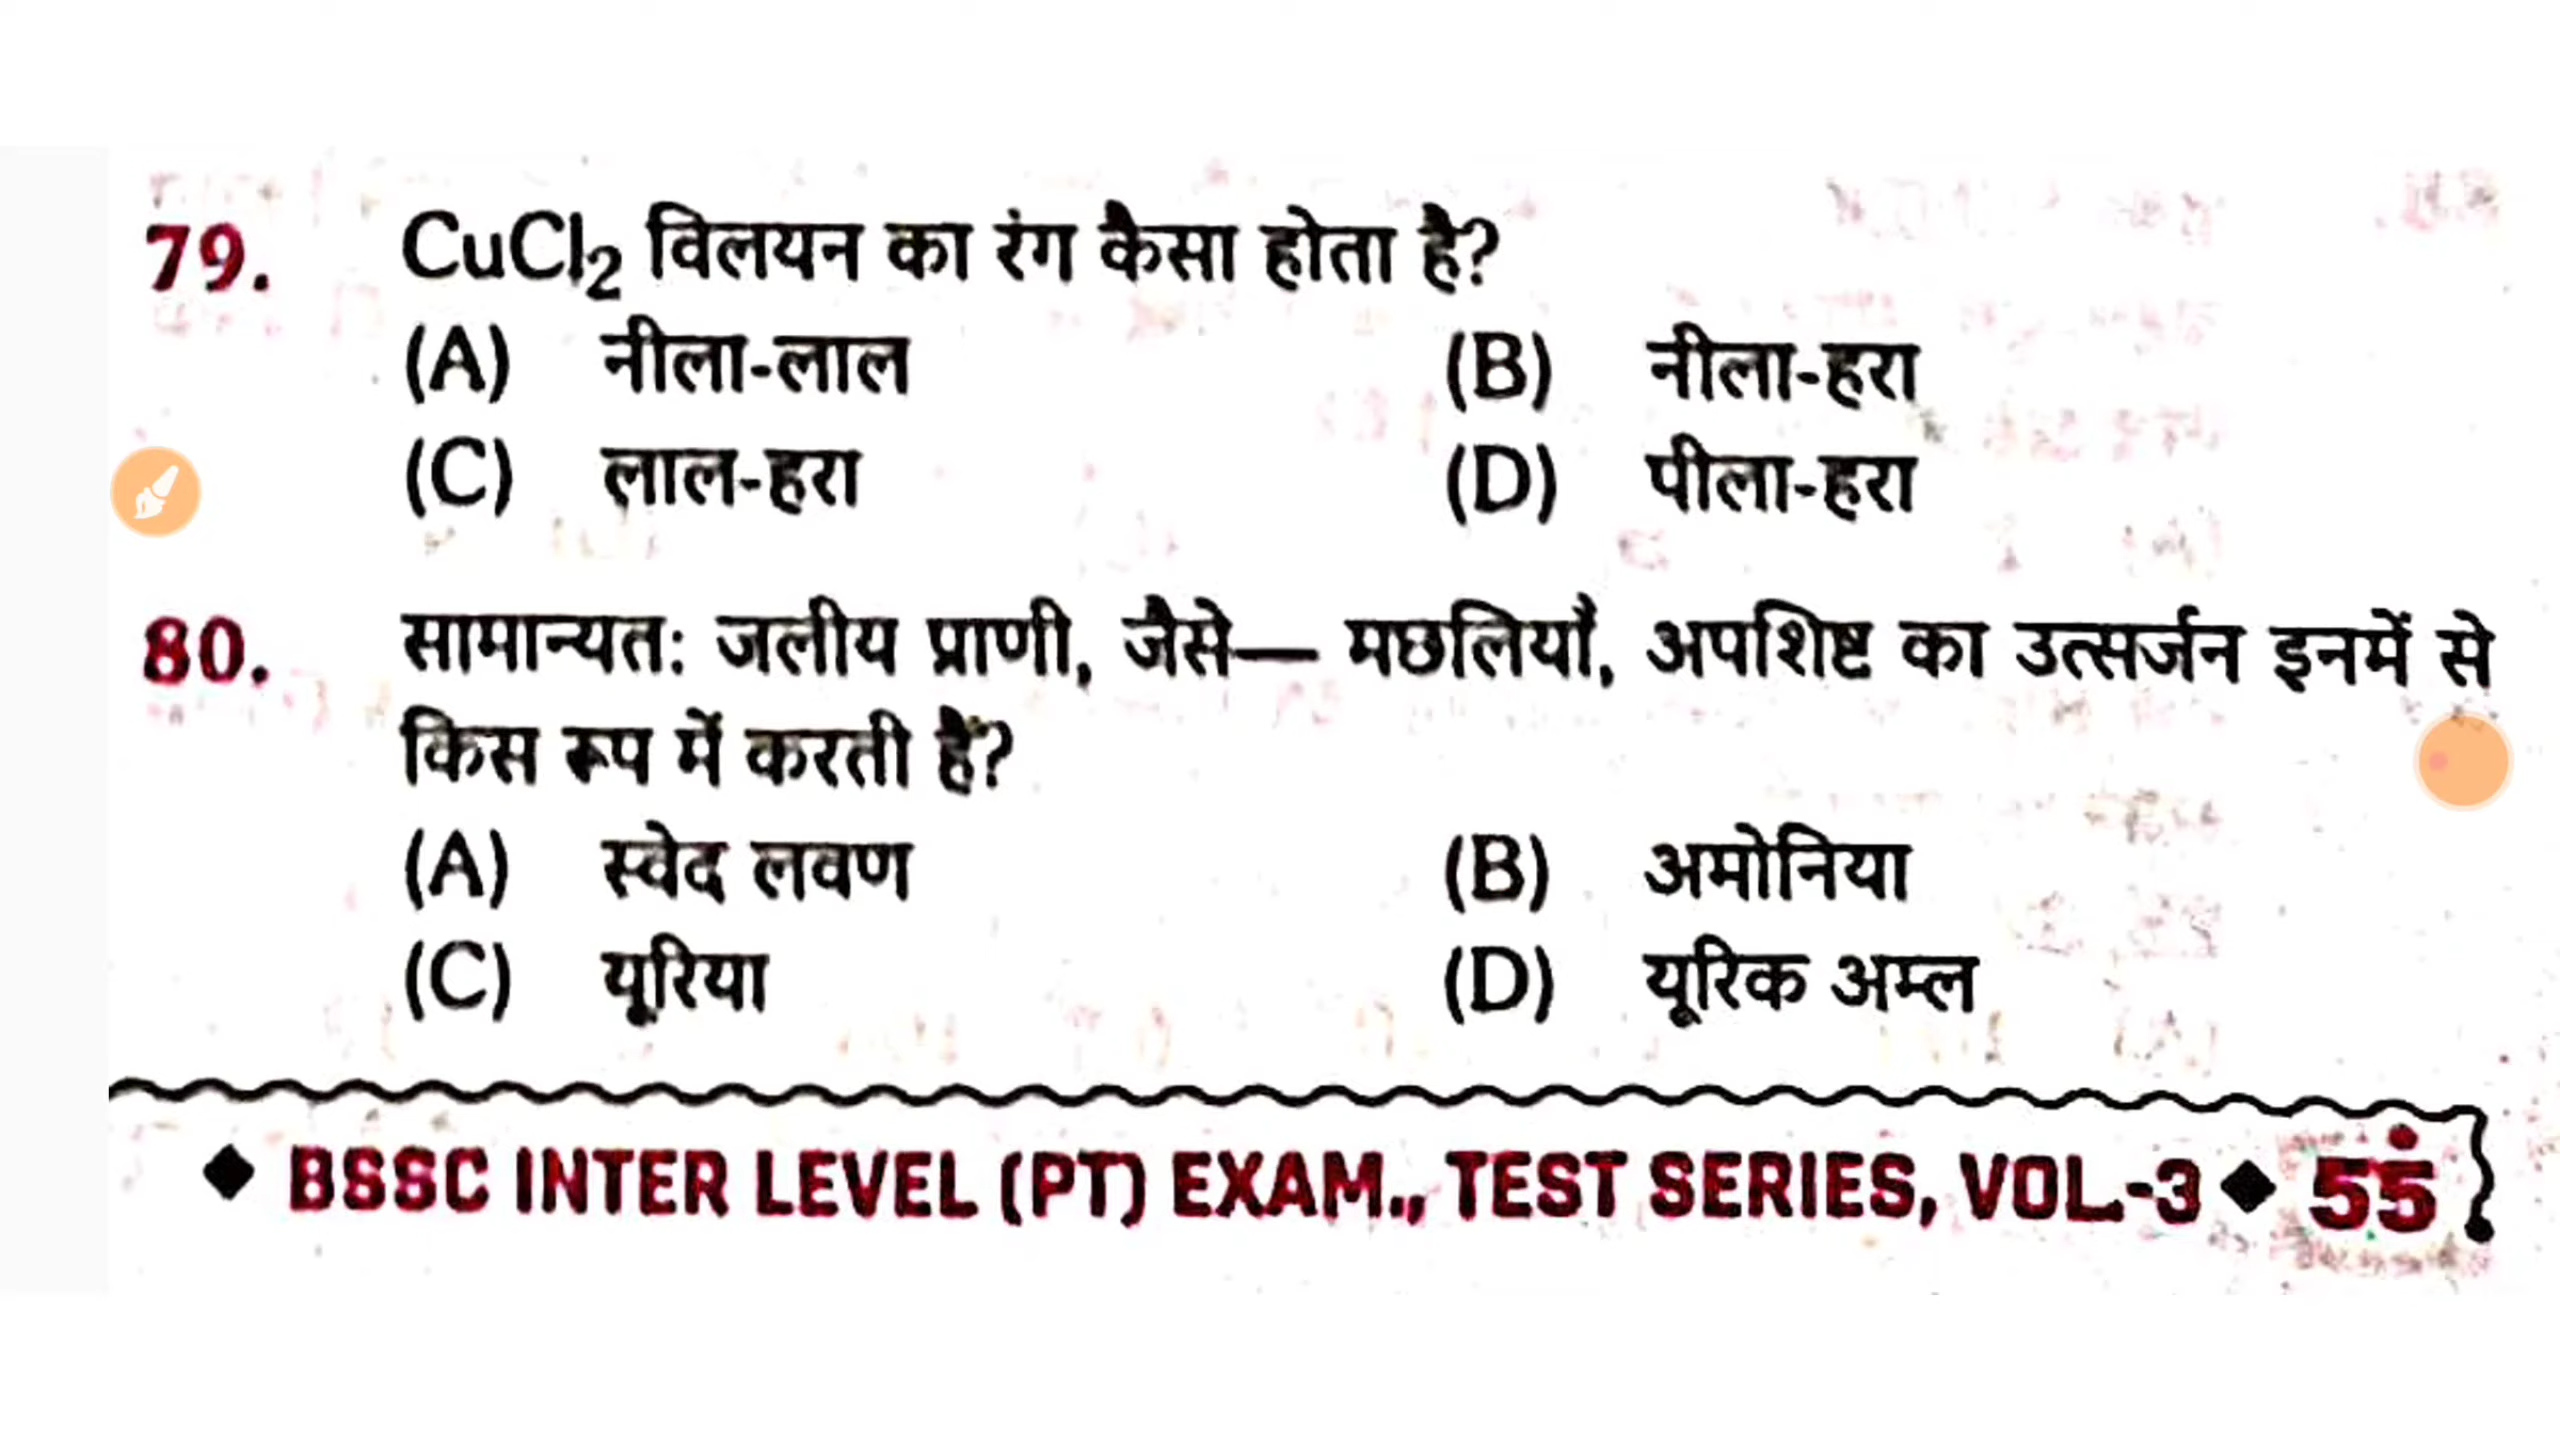 79. CuCl₂ विलयन का रंग कैसा होता है?
(A) नीला-लाल (B) नीला-हरा
(C) लाल-हरा (D) पीला-हरा
80. सामान्यत: जलीय प्राणी, जैसे— मछलियाँ, अपशिष्ट का उत्सर्जन इनमें से
किस रूप में करती हैं?
(A) स्वेद लवण (B) अमोनिया
(C) यूरिया (D) यूरिक अम्ल
◆ BSSC INTER LEVEL (PT) EXAM., TEST SERIES, VOL.-3 ◆ 55